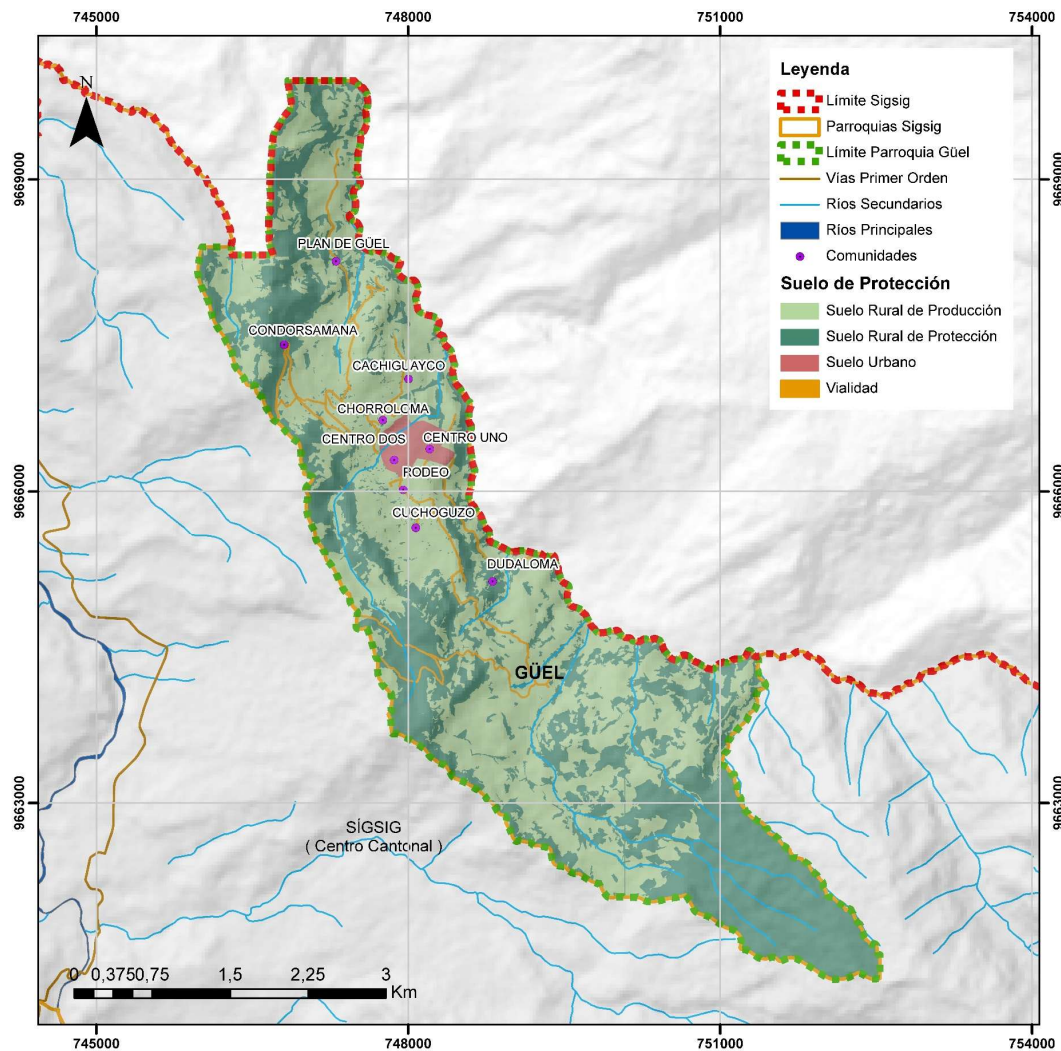 745000
748000
751000
754000
N
Leyenda
Límite Sigsig
Parroquias Sigsig
Límite Parroquia Güel
Vías Primer Orden
Ríos Secundarios
Ríos Principales
Comunidades
Suelo de Protección
Suelo Rural de Producción
Suelo Rural de Protección
Suelo Urbano
Vialidad
9669000
9669000
PLAN DE GÜEL
CONDORSAMANA
CACHIGUAYCO
CHORROLOMA
CENTRO DOS
CENTRO UNO
RODEO
9666000
9666000
CUCHOGUZO
DUDALOMA
GÜEL
9663000
9663000
SÍGSIG
( Centro Cantonal )
0 0,375 0,75 1,5 2,25 3
Km
745000
748000
751000
754000